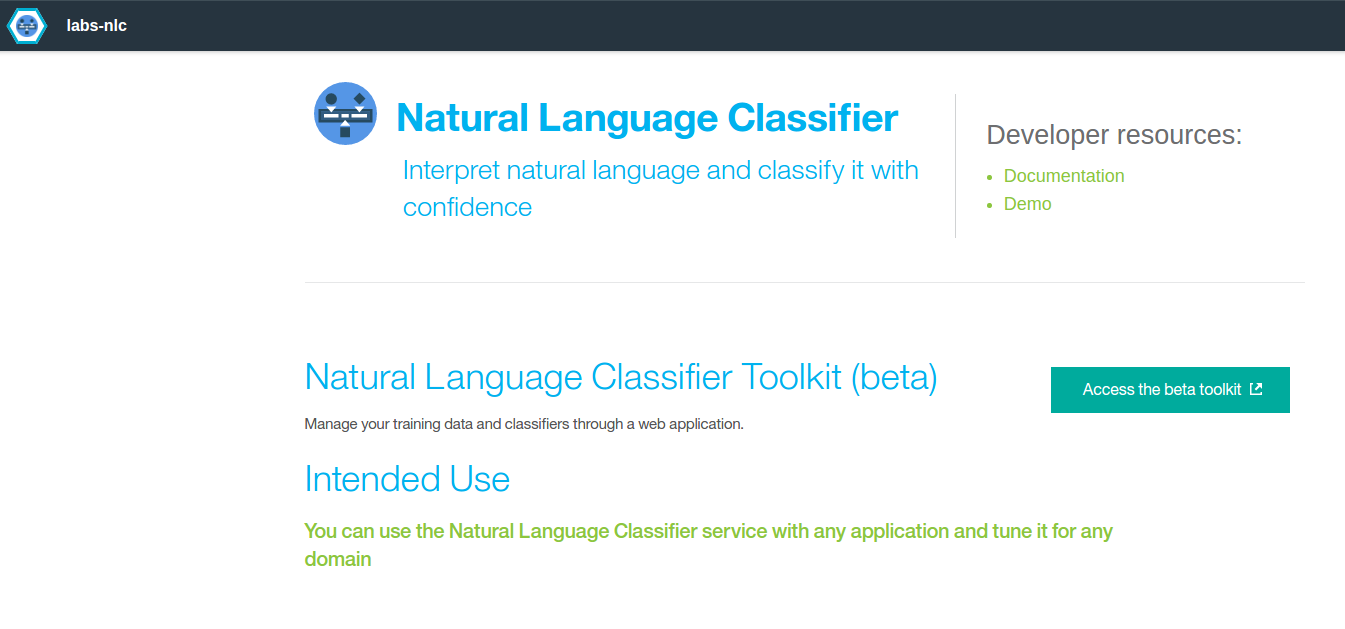 labs-nlc
Natural Language Classifier
Interpret natural language and classify it with
confidence
Developer resources:
Documentation
Demo
Natural Language Classifier Toolkit (beta)
Access the beta toolkit
Manage your training data and classifiers through a web application.
Intended Use
You can use the Natural Language Classifier service with any application and tune it for any
domain